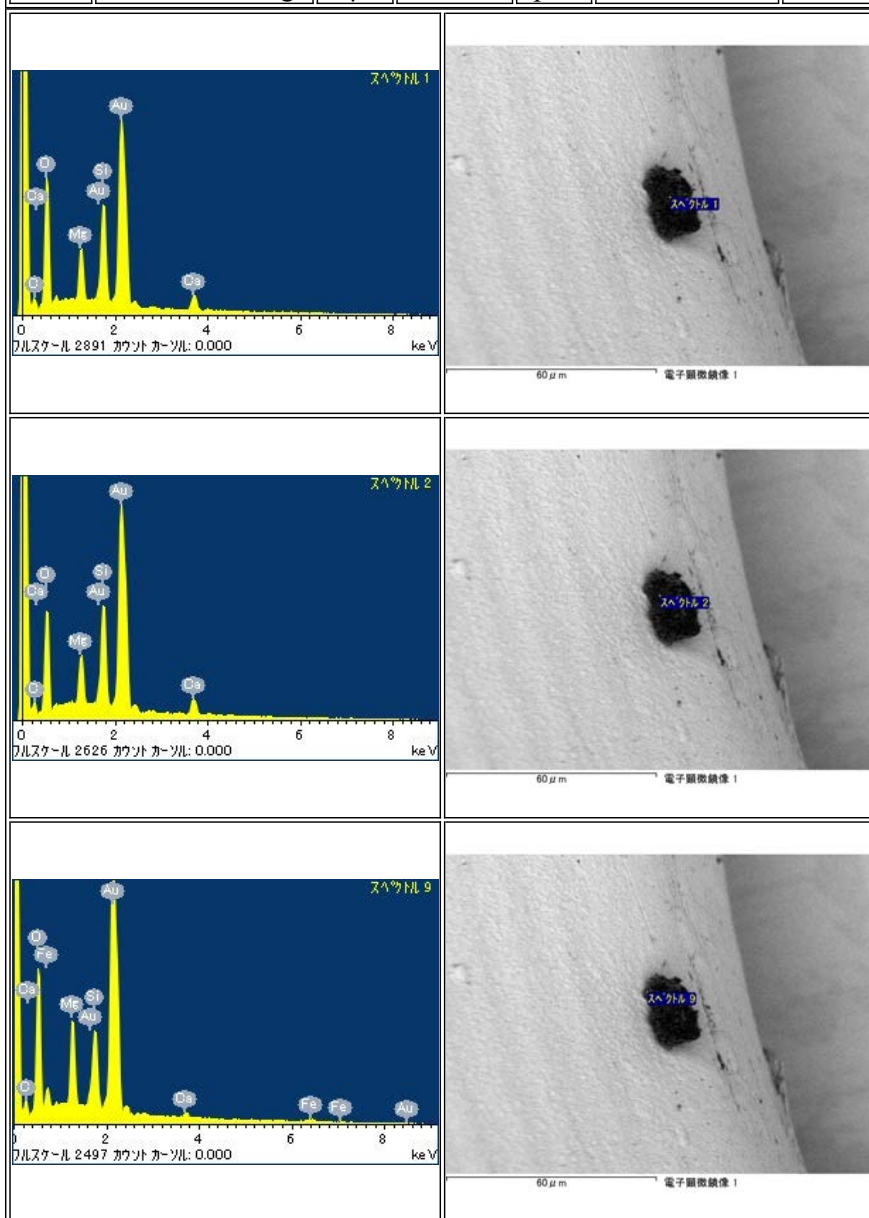 スペクトル 1
Au
O
Si
Ca
Au
Mg
C
Ca
0 2 4 6 8
フルスケール 2891 カウント カーソル: 0.000 keV
スペクトル 1
60μm 電子顕微鏡像 1
スペクトル 2
Au
O
Si
Ca
Au
Mg
C
Ca
0 2 4 6 8
フルスケール 2626 カウント カーソル: 0.000 keV
スペクトル 2
60μm 電子顕微鏡像 1
スペクトル 9
Au
O
Fe
Ca
Mg
Si
Au
C
Ca
Fe
Fe
Au
0 2 4 6 8
フルスケール 2497 カウント カーソル: 0.000 keV
スペクトル 9
60μm 電子顕微鏡像 1